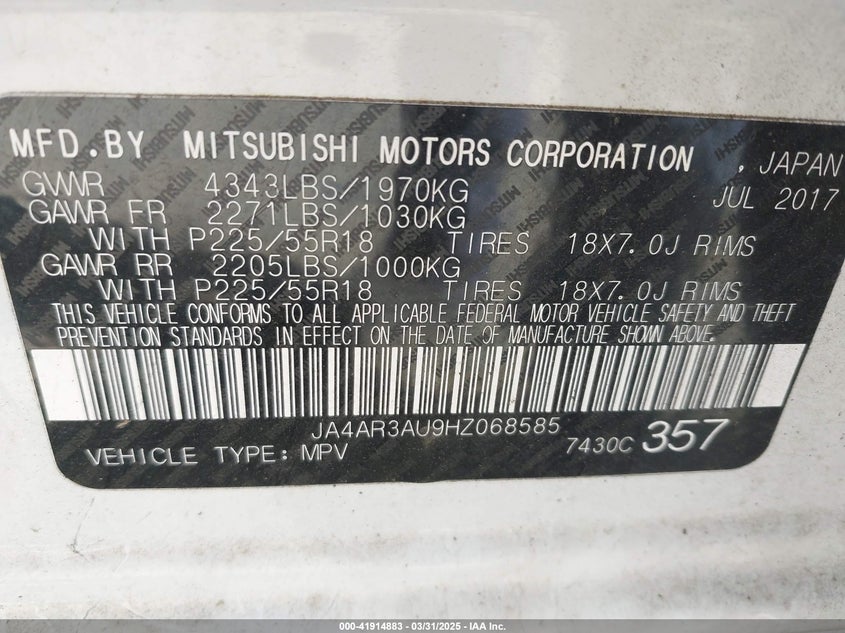 MFD.BY MITSUBISHI MOTORS CORPORATION , JAPAN
GVWR 4343LBS/1970KG JUL 2017
GAWR FR 2271LBS/1030KG
WITH P225/55R18 TIRES 18X7.0J RIMS
GAWR RR 2205LBS/1000KG
WITH P225/55R18 TIRES 18X7.0J RIMS
THIS VEHICLE CONFORMS TO ALL APPLICABLE FEDERAL MOTOR VEHICLE SAFETY AND THEFT
PREVENTION STANDARDS IN EFFECT ON THE DATE OF MANUFACTURE SHOWN ABOVE.
JA4AR3AU9HZ068585
VEHICLE TYPE: MPV 7430C 357
000-41914883 - 03/31/2025 - IAA Inc.